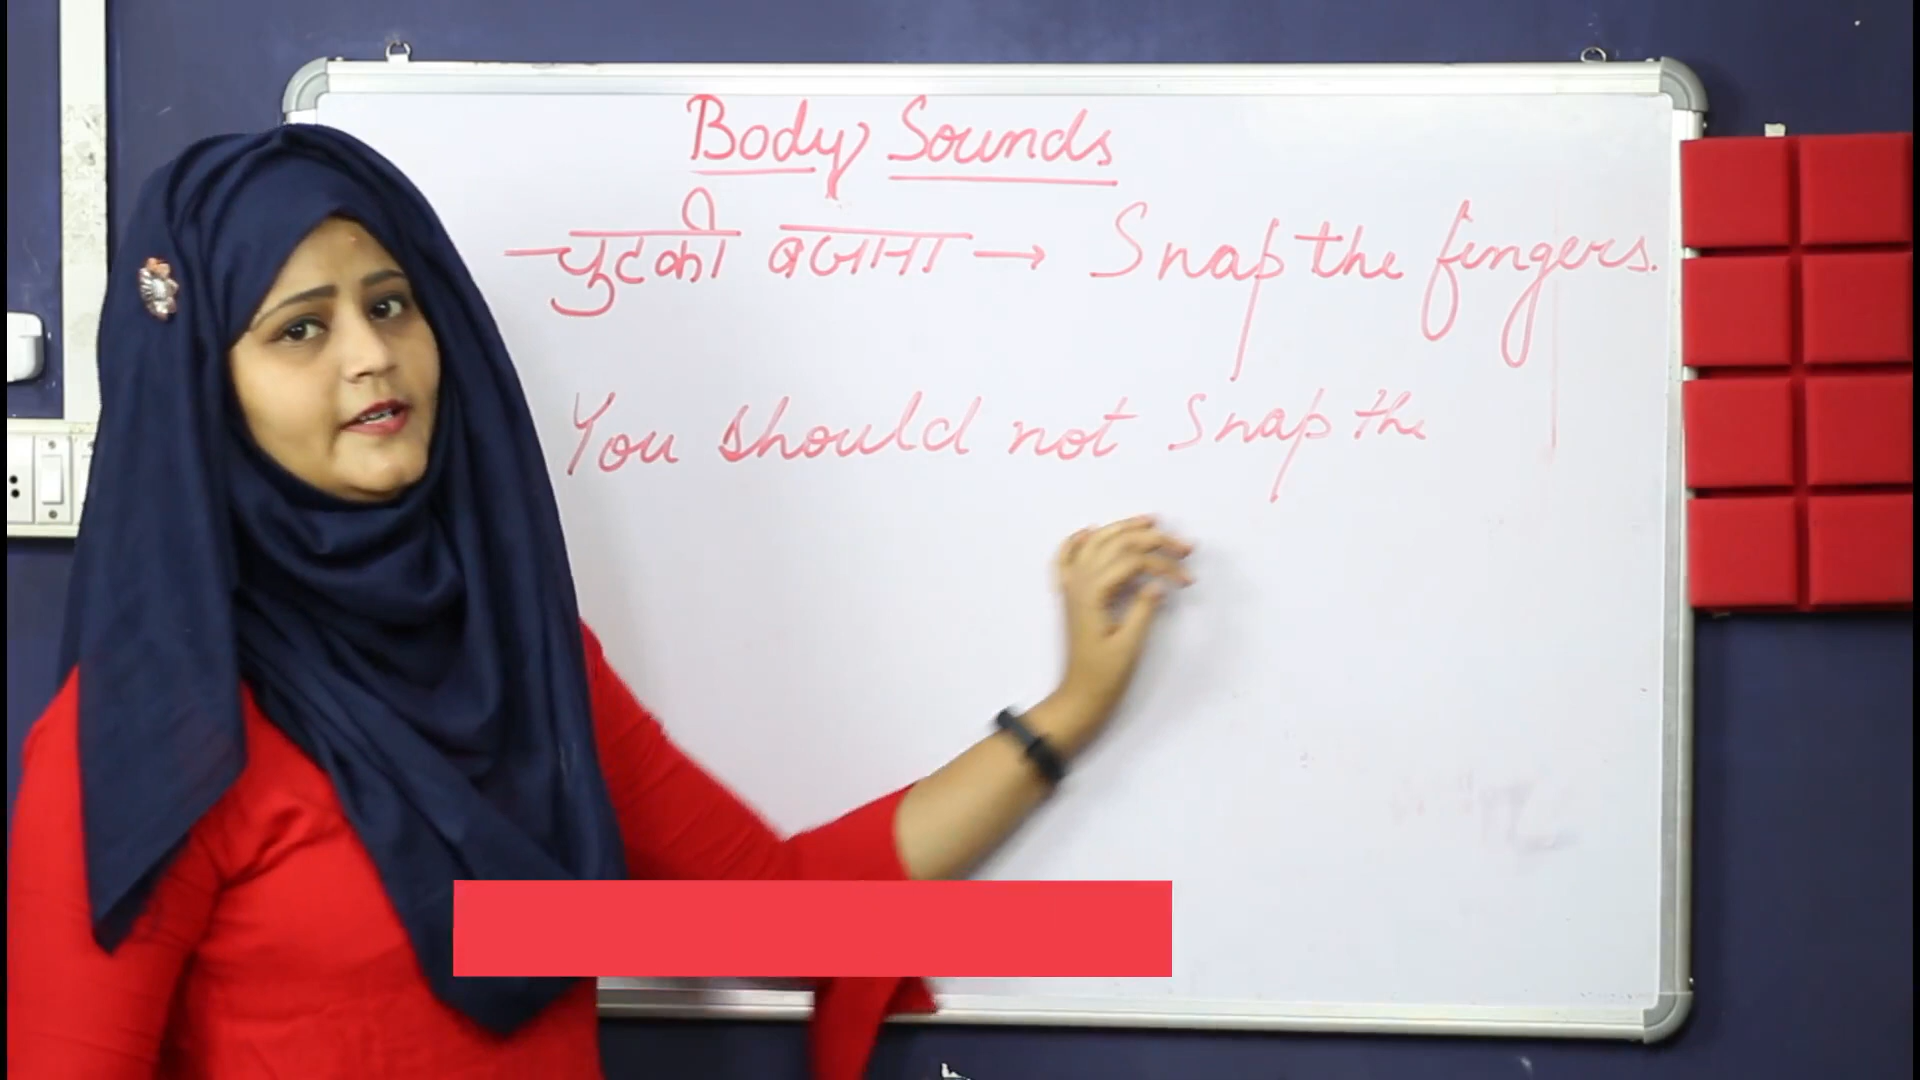 Body Sounds
चुटकी बजाना → Snap the fingers.
You should not snap the